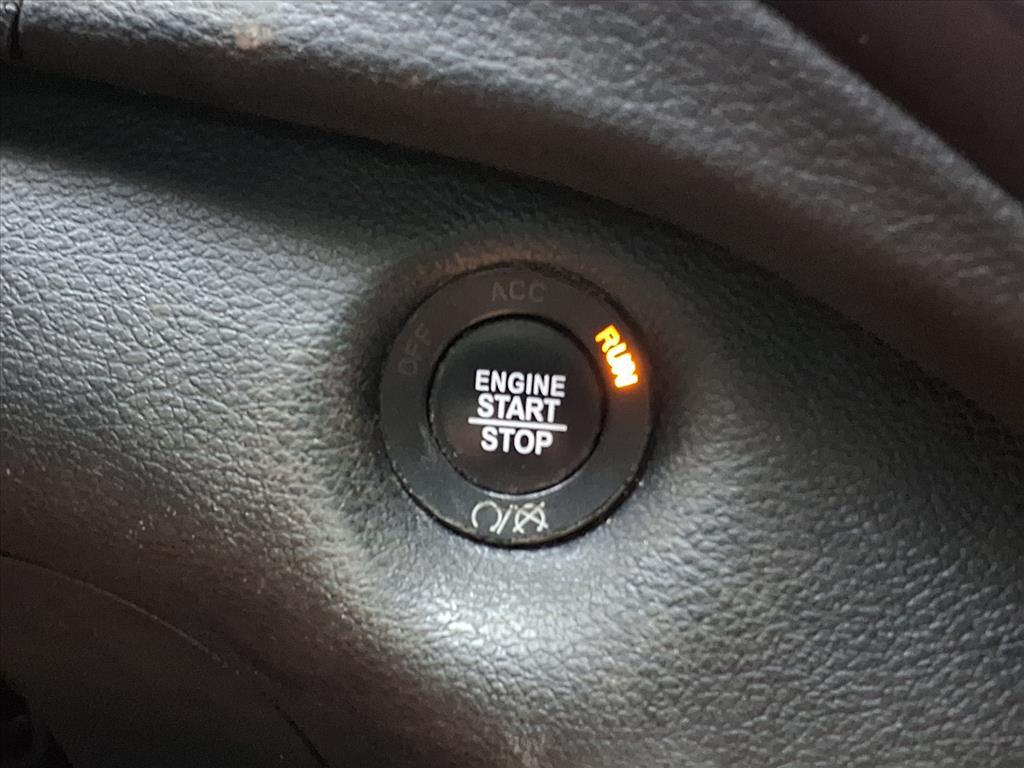 ACC
OFF
RUN
ENGINE
START
STOP